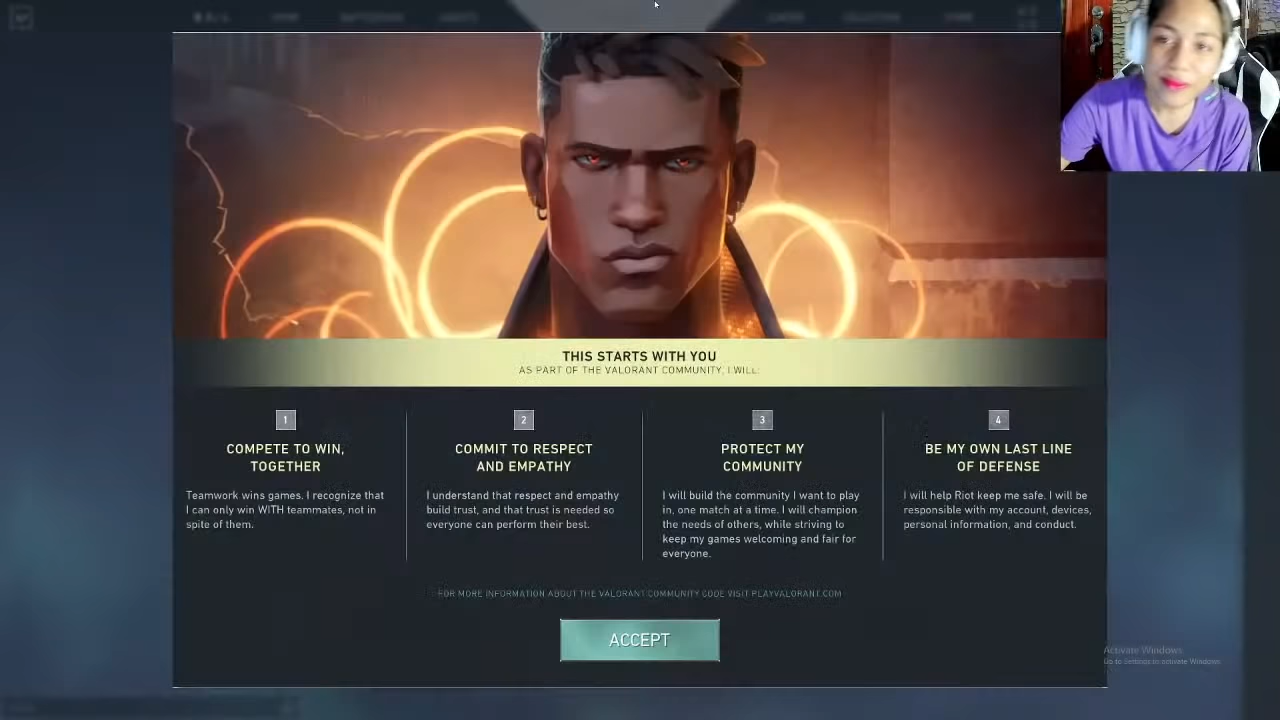 THIS STARTS WITH YOU
AS PART OF THE VALORANT COMMUNITY, I WILL:
1
COMPETE TO WIN,
TOGETHER
Teamwork wins games. I recognize that
I can only win WITH teammates, not in
spite of them.
2
COMMIT TO RESPECT
AND EMPATHY
I understand that respect and empathy
build trust, and that trust is needed so
everyone can perform their best.
3
PROTECT MY
COMMUNITY
I will build the community I want to play
in, one match at a time. I will champion
the needs of others, while striving to
keep my games welcoming and fair for
everyone.
4
BE MY OWN LAST LINE
OF DEFENSE
I will help Riot keep me safe. I will be
responsible with my account, devices,
personal information, and conduct.
FOR MORE INFORMATION ABOUT THE VALORANT COMMUNITY CODE VISIT PLAYVALORANT.COM
ACCEPT
Activate Windows
Go to Settings to activate Windows.